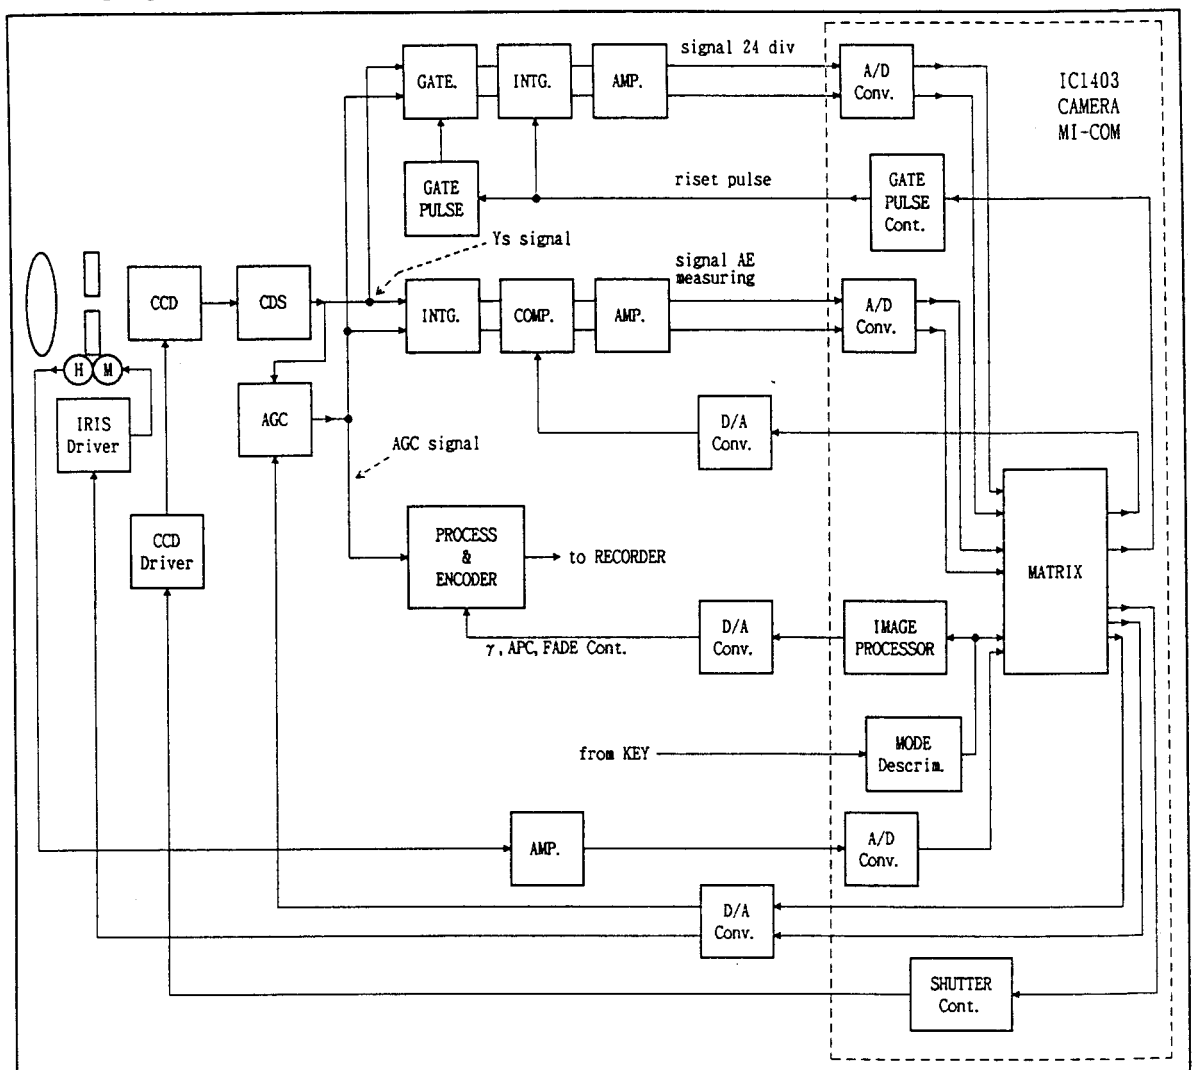 signal 24 div
GATE.
INTG.
AMP.
A/D
Conv.
IC1403
CAMERA
MI-COM
GATE
PULSE
riset pulse
GATE
PULSE
Cont.
Ys signal
signal AE
measuring
CCD
CDS
INTG.
COMP.
AMP.
A/D
Conv.
H
M
IRIS
Driver
AGC
D/A
Conv.
AGC signal
CCD
Driver
PROCESS
&
ENCODER
to RECORDER
MATRIX
γ, APC, FADE Cont.
D/A
Conv.
IMAGE
PROCESSOR
from KEY
MODE
Descrim.
AMP.
A/D
Conv.
D/A
Conv.
SHUTTER
Cont.